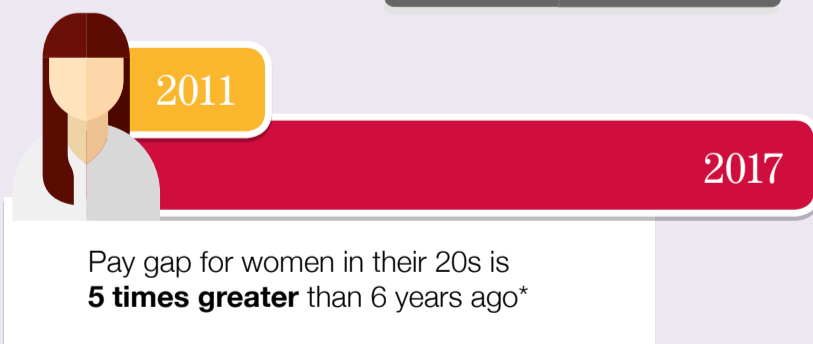 2011
2017
Pay gap for women in their 20s is
5 times greater than 6 years ago*